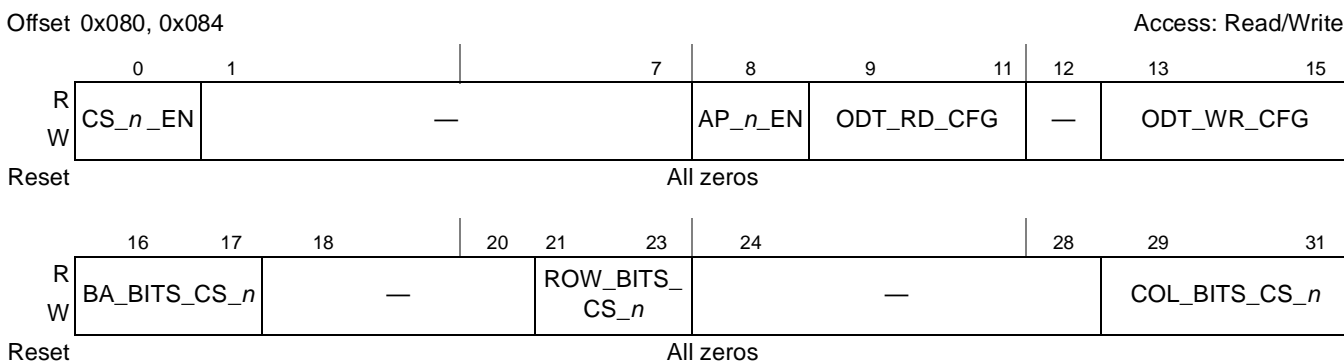 Offset 0x080, 0x084 Access: Read/Write
0 1 7 8 9 11 12 13 15
R
W
CS_n_EN — AP_n_EN ODT_RD_CFG — ODT_WR_CFG
Reset All zeros
16 17 18 20 21 23 24 28 29 31
R
W
BA_BITS_CS_n — ROW_BITS_
CS_n — COL_BITS_CS_n
Reset All zeros